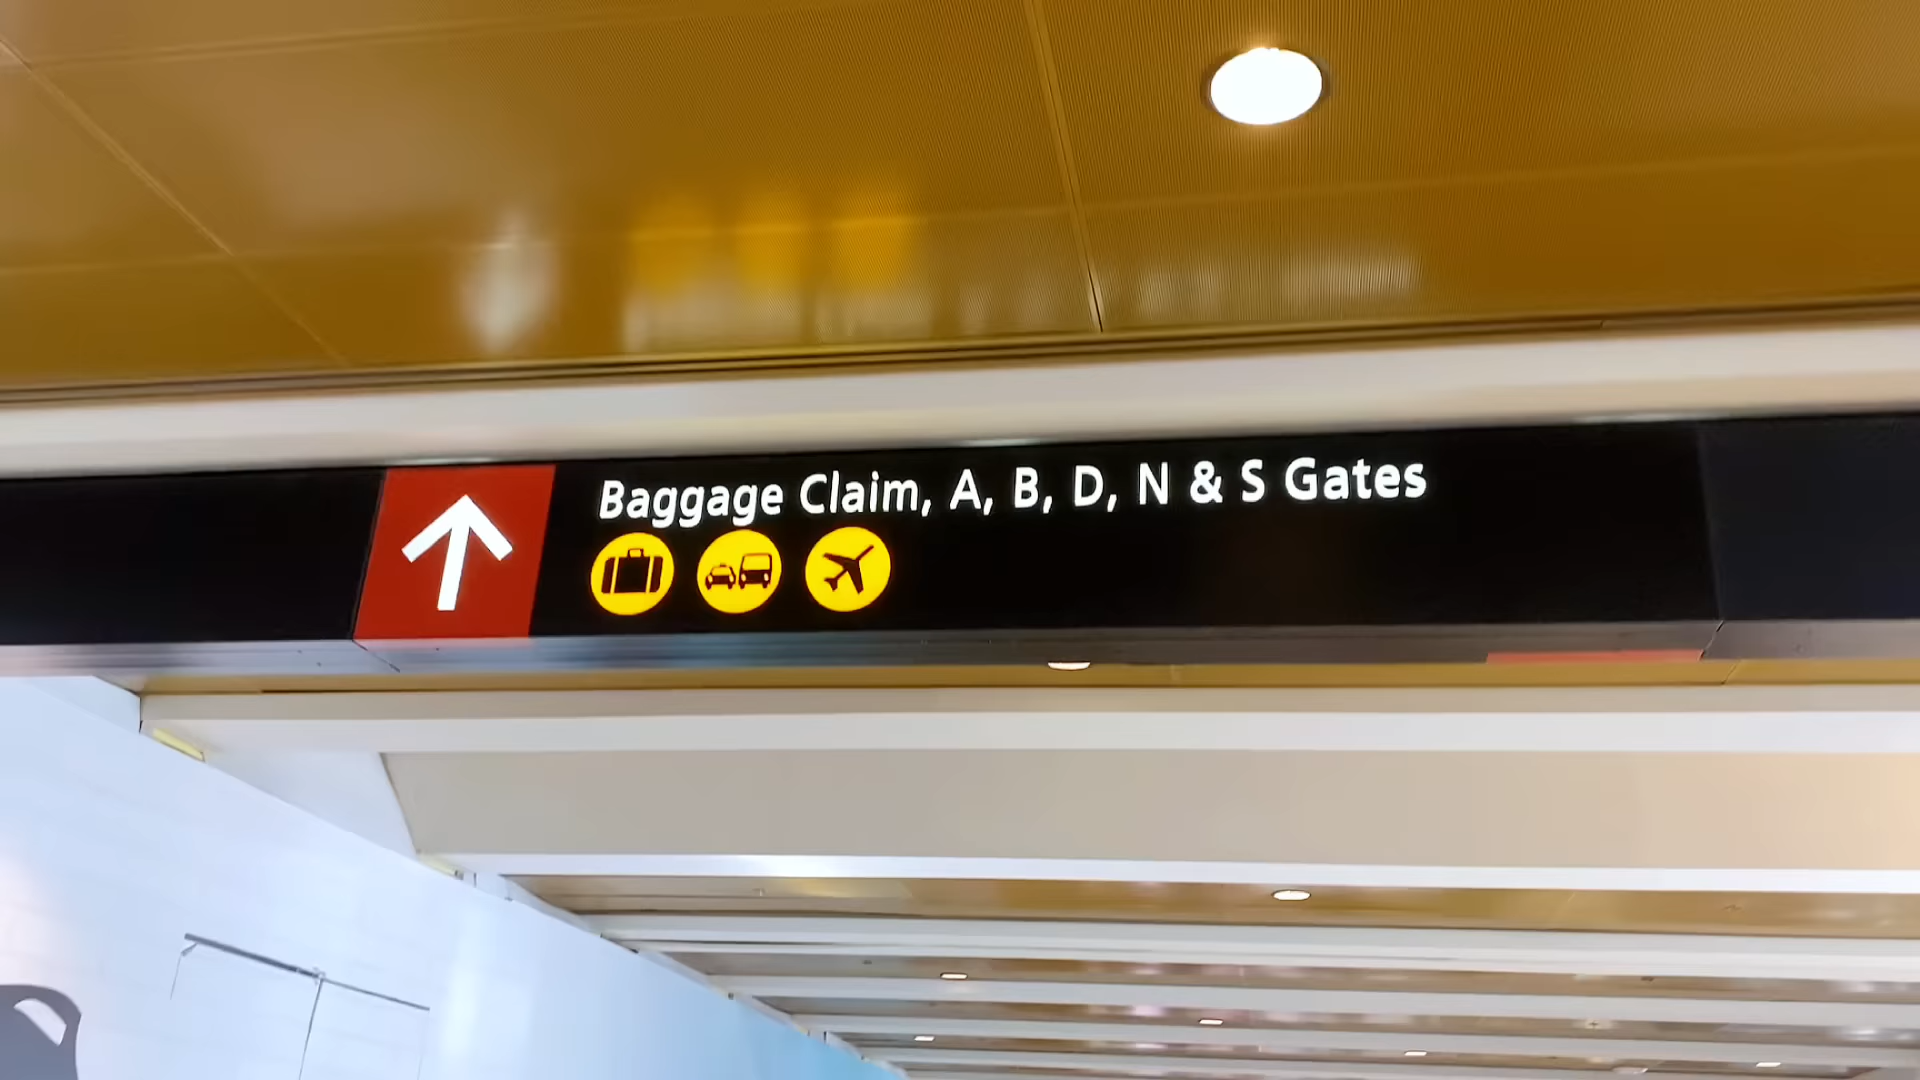 Baggage Claim, A, B, D, N & S Gates